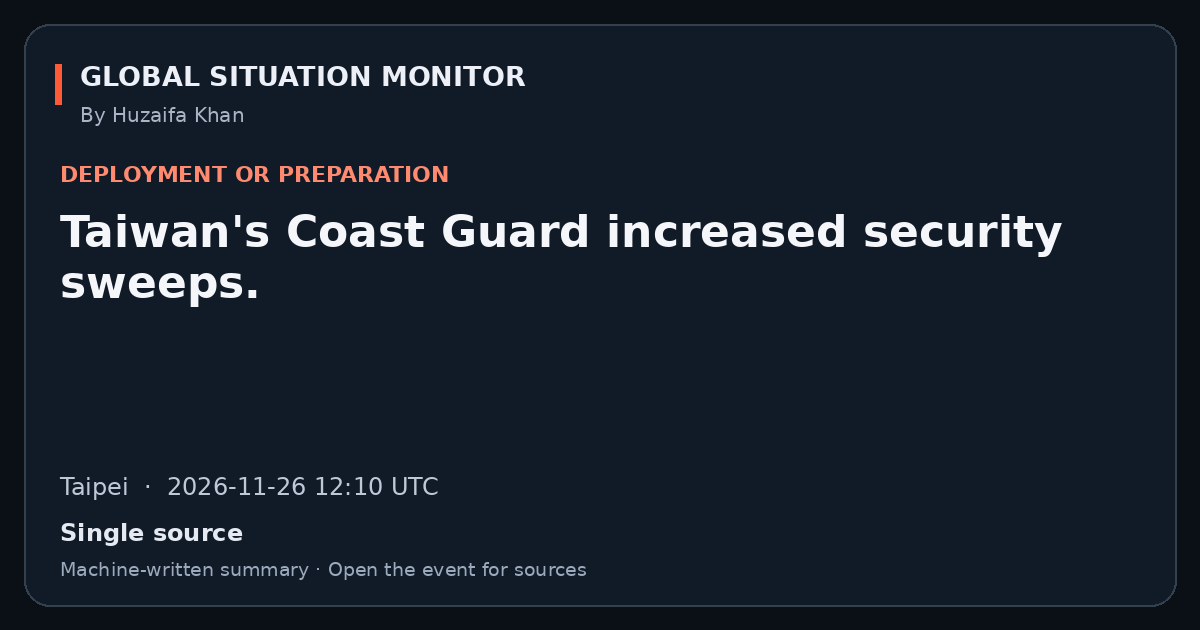 GLOBAL SITUATION MONITOR
By Huzaifa Khan
DEPLOYMENT OR PREPARATION
Taiwan's Coast Guard increased security
sweeps.
Taipei · 2026-11-26 12:10 UTC
Single source
Machine-written summary · Open the event for sources